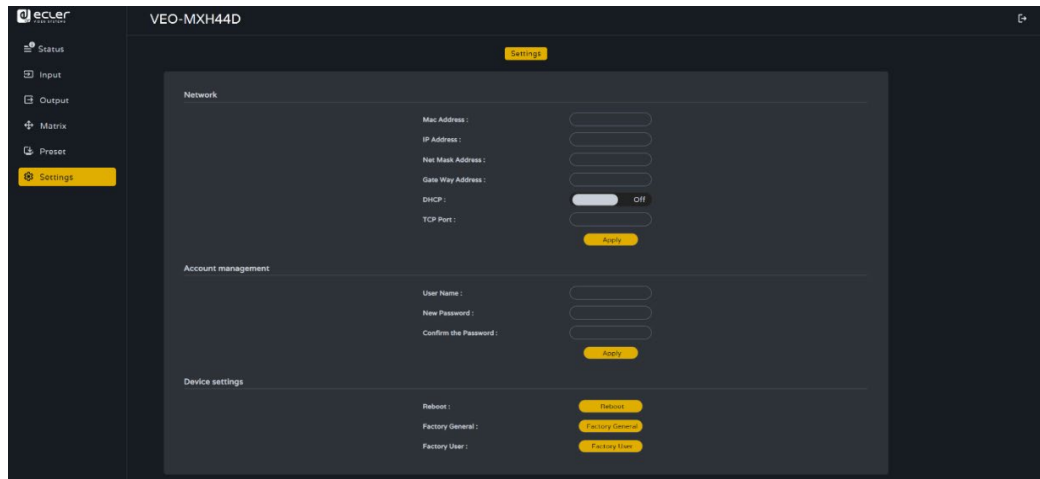 ecler
VEO-MXH44D
Status
Input
Output
Matrix
Preset
Settings
Settings
Network
Mac Address :
IP Address :
Net Mask Address :
Gate Way Address :
DHCP : Off
TCP Port :
Apply
Account management
User Name :
New Password :
Confirm the Password :
Apply
Device settings
Reboot : Reboot
Factory General : Factory General
Factory User : Factory User